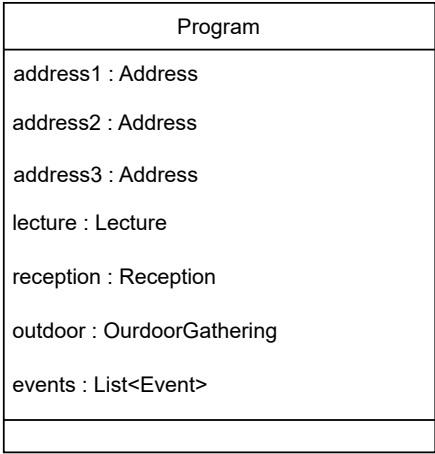 Program
address1 : Address
address2 : Address
address3 : Address
lecture : Lecture
reception : Reception
outdoor : OurdoorGathering
events : List<Event>